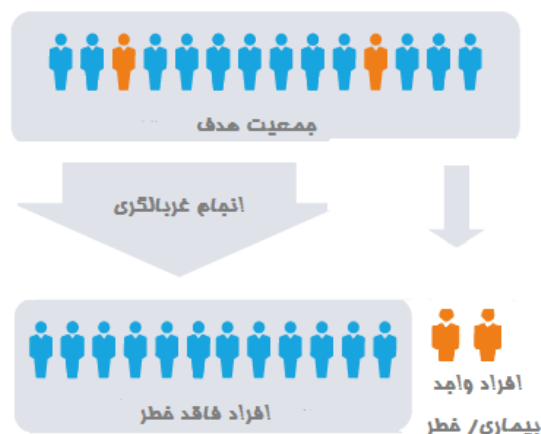 جمعیت هدف
انجام غربالگری
افراد فاقد خطر
افراد واجد
بیماری/ خطر